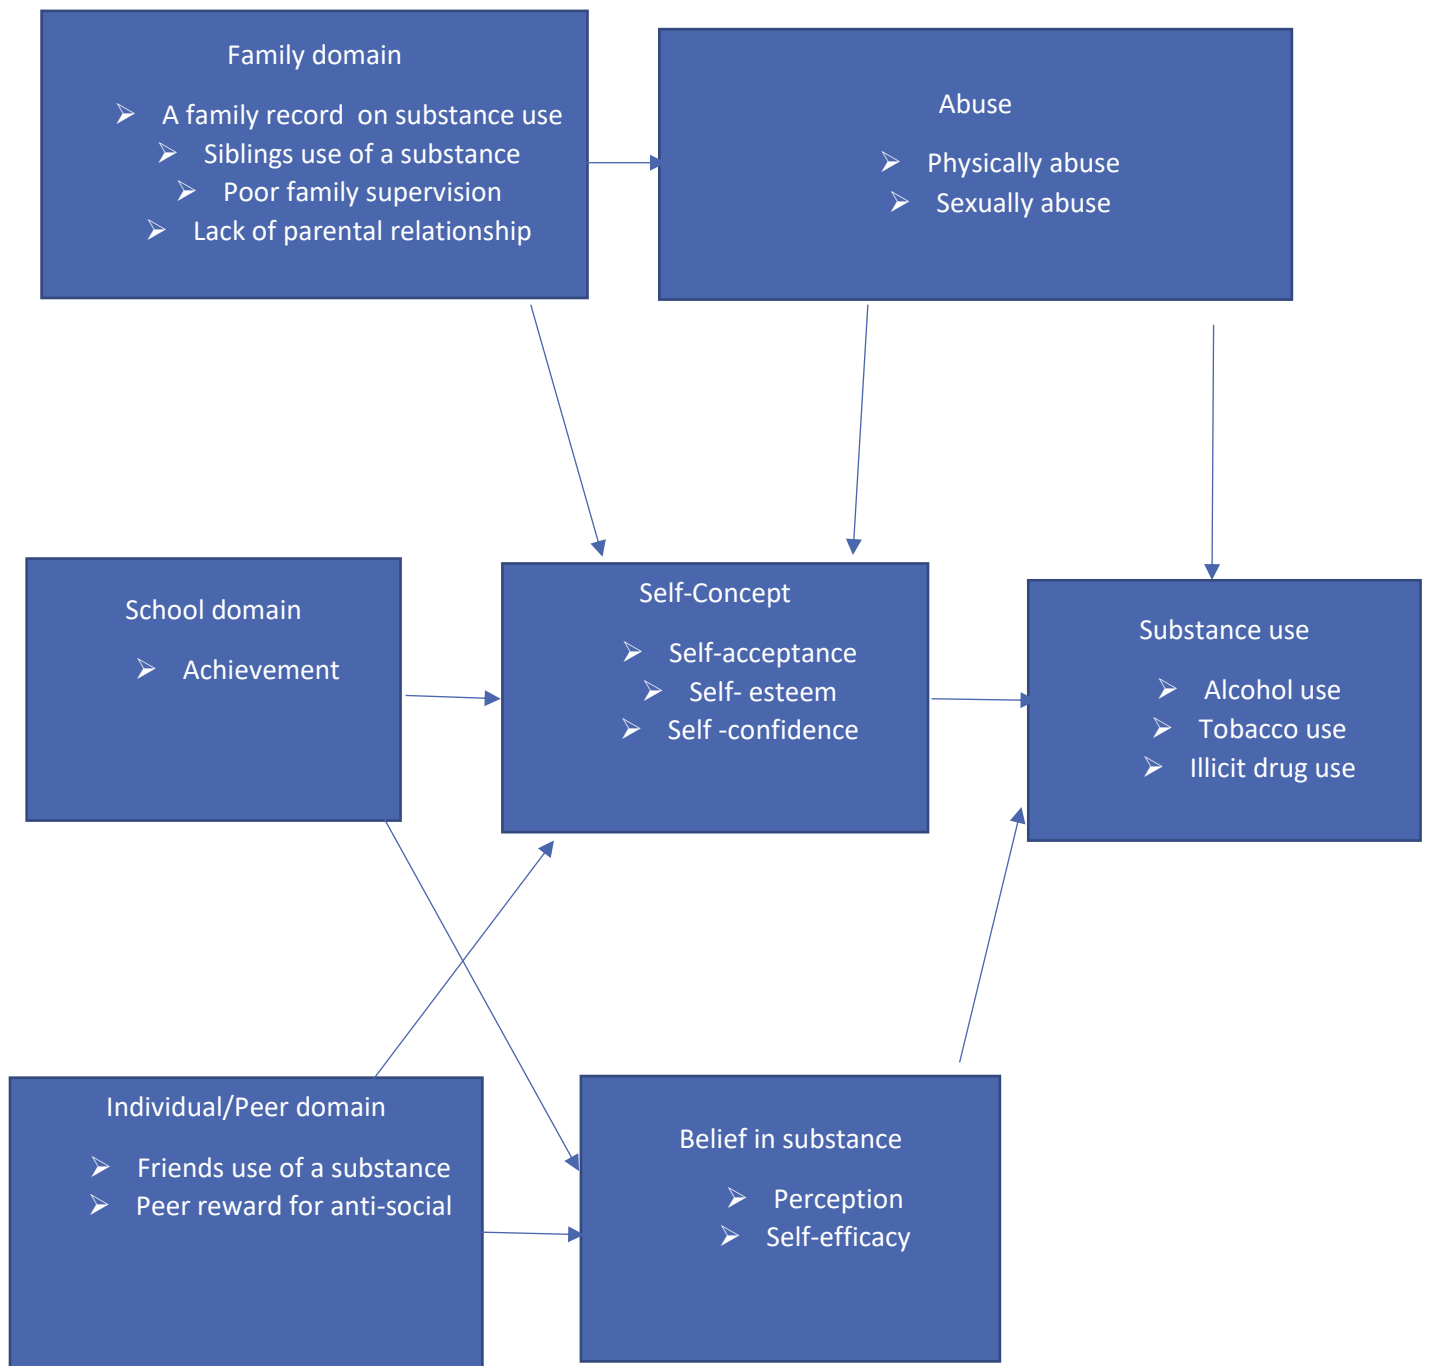 Family domain
➢ A family record on substance use
➢ Siblings use of a substance
➢ Poor family supervision
➢ Lack of parental relationship
Abuse
➢ Physically abuse
➢ Sexually abuse
School domain
➢ Achievement
Self-Concept
➢ Self-acceptance
➢ Self- esteem
➢ Self -confidence
Substance use
➢ Alcohol use
➢ Tobacco use
➢ Illicit drug use
Individual/Peer domain
➢ Friends use of a substance
➢ Peer reward for anti-social
Belief in substance
➢ Perception
➢ Self-efficacy